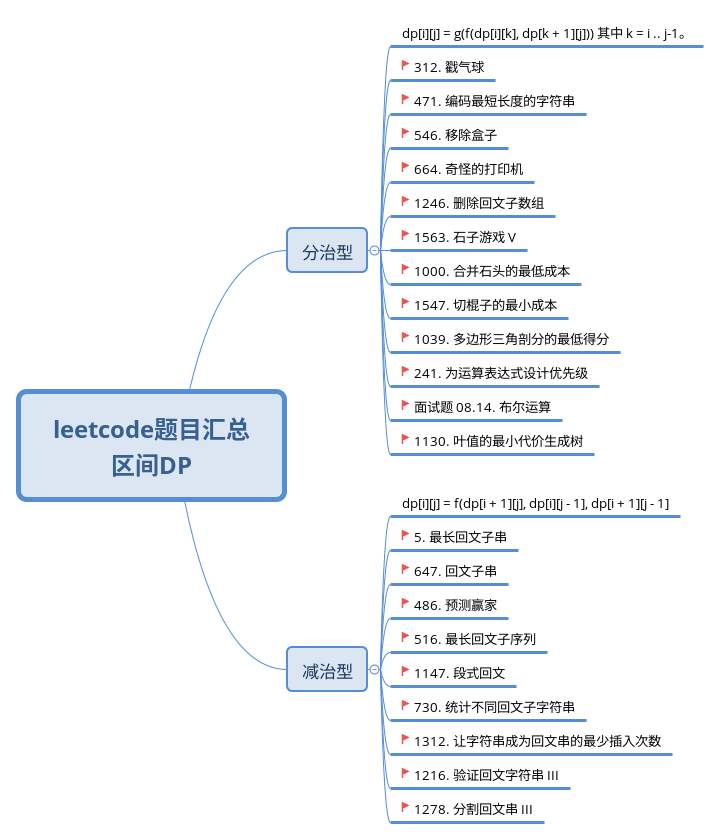 leetcode题目汇总
区间DP
分治型
dp[i][j] = g(f(dp[i][k], dp[k + 1][j])) 其中 k = i .. j-1。
312. 戳气球
471. 编码最短长度的字符串
546. 移除盒子
664. 奇怪的打印机
1246. 删除回文子数组
1563. 石子游戏 V
1000. 合并石头的最低成本
1547. 切棍子的最小成本
1039. 多边形三角剖分的最低得分
241. 为运算表达式设计优先级
面试题 08.14. 布尔运算
1130. 叶值的最小代价生成树
减治型
dp[i][j] = f(dp[i + 1][j], dp[i][j - 1], dp[i + 1][j - 1]
5. 最长回文子串
647. 回文子串
486. 预测赢家
516. 最长回文子序列
1147. 段式回文
730. 统计不同回文子字符串
1312. 让字符串成为回文串的最少插入次数
1216. 验证回文字符串 III
1278. 分割回文串 III